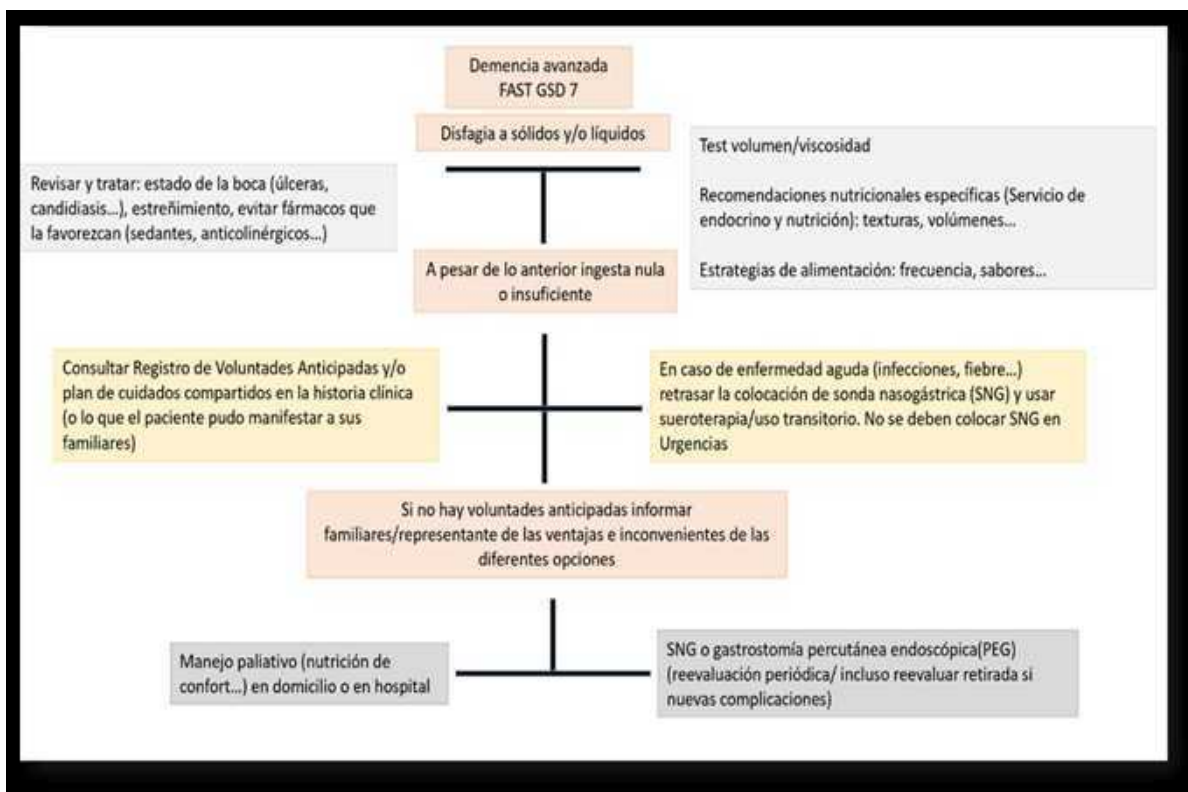 Demencia avanzada
FAST GSD 7
Disfagia a sólidos y/o líquidos
Revisar y tratar: estado de la boca (úlceras,
candidiasis...), estreñimiento, evitar fármacos que
la favorezcan (sedantes, anticolinérgicos...)
Test volumen/viscosidad
Recomendaciones nutricionales específicas (Servicio de
endocrino y nutrición): texturas, volúmenes...
Estrategias de alimentación: frecuencia, sabores...
A pesar de lo anterior ingesta nula
o insuficiente
Consultar Registro de Voluntades Anticipadas y/o
plan de cuidados compartidos en la historia clínica
(o lo que el paciente pudo manifestar a sus
familiares)
En caso de enfermedad aguda (infecciones, fiebre...)
retrasar la colocación de sonda nasogástrica (SNG) y usar
sueroterapia/uso transitorio. No se deben colocar SNG en
Urgencias
Si no hay voluntades anticipadas informar
familiares/representante de las ventajas e inconvenientes de las
diferentes opciones
Manejo paliativo (nutrición de
confort...) en domicilio o en hospital
SNG o gastrostomía percutánea endoscópica(PEG)
(reevaluación periódica/ incluso reevaluar retirada si
nuevas complicaciones)